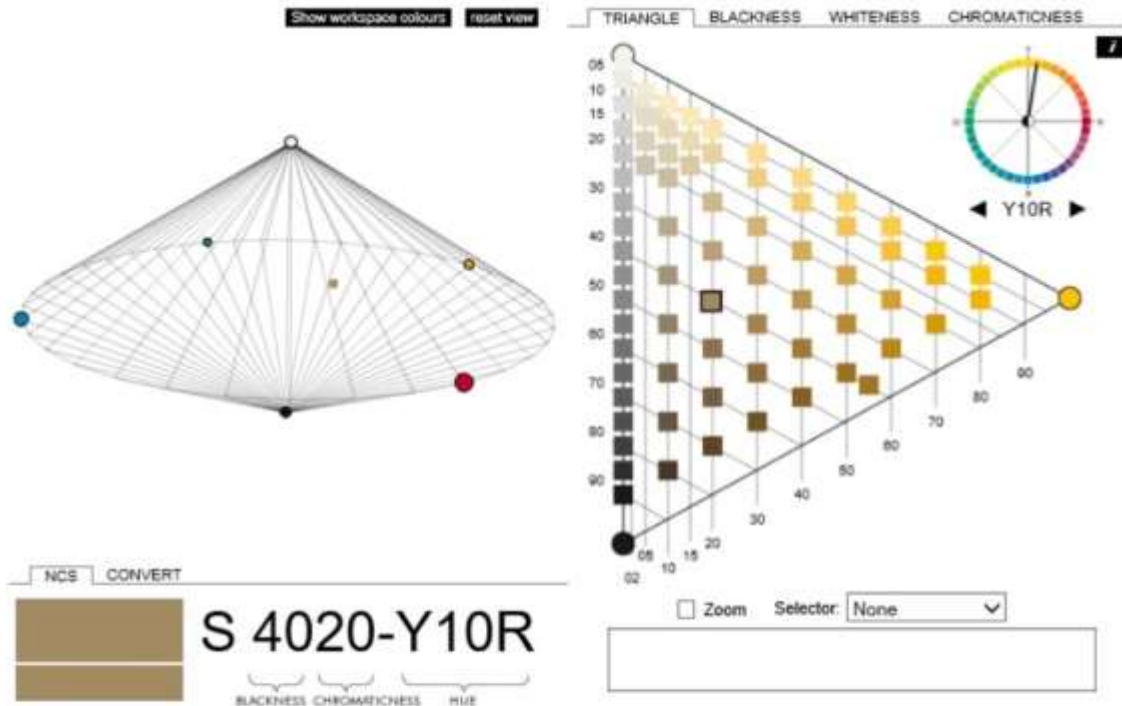 Show workspace colours reset view
TRIANGLE BLACKNESS WHITENESS CHROMATICNESS
i
05
10
15
20
30
40
50
60
70
80
90
Y10R
90
80
70
60
50
40
30
20
15
10
05
02
NCS CONVERT
S 4020-Y10R
BLACKNESS CHROMATICNESS HUE
Zoom Selector: None